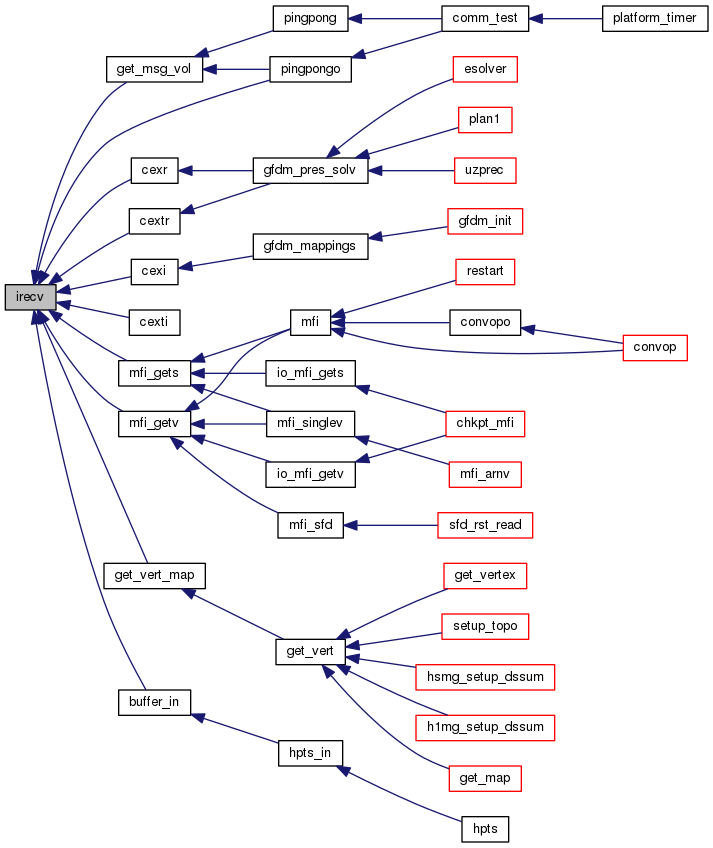 pingpong
comm_test
platform_timer
get_msg_vol
pingpongo
esolver
plan1
cexr
gfdm_pres_solv
uzprec
cextr
gfdm_init
gfdm_mappings
cexi
restart
irecv
cexti
mfi
convopo
convop
mfi_gets
io_mfi_gets
mfi_getv
mfi_singlev
chkpt_mfi
io_mfi_getv
mfi_arnv
mfi_sfd
sfd_rst_read
get_vert_map
get_vertex
setup_topo
get_vert
hsmg_setup_dssum
buffer_in
h1mg_setup_dssum
hpts_in
get_map
hpts